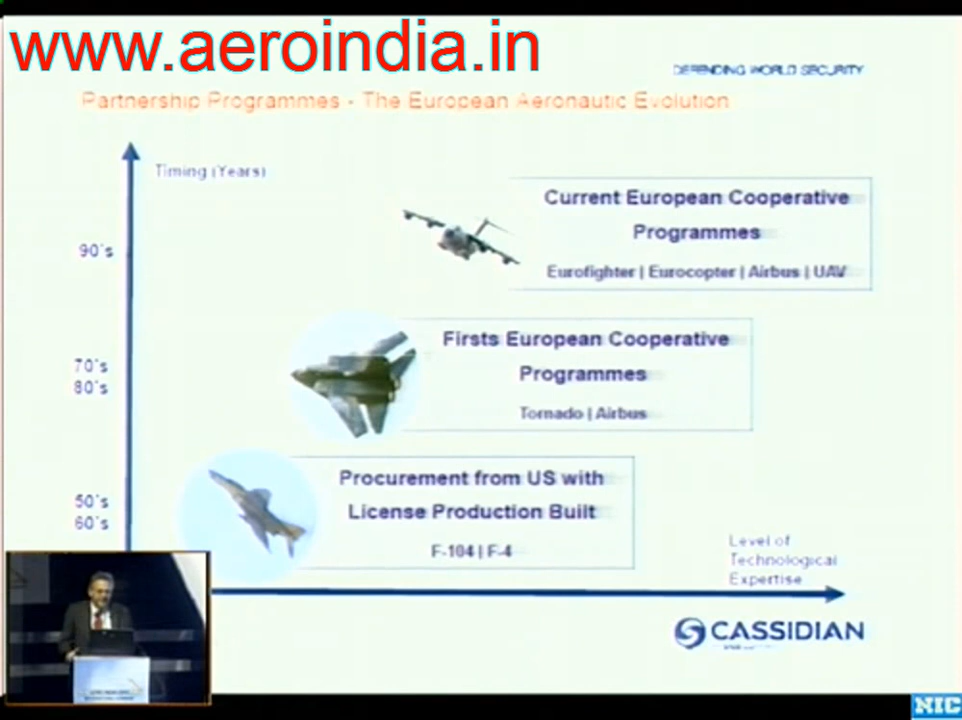 www.aeroindia.in
DEFENDING WORLD SECURITY
Partnership Programmes - The European Aeronautic Evolution
Timing (Years)
90's
Current European Cooperative
Programmes
Eurofighter | Eurocopter | Airbus | UAV
70's
80's
Firsts European Cooperative
Programmes
Tornado | Airbus
50's
60's
Procurement from US with
License Production Built
F-104 | F-4
Level of
Technological
Expertise
CASSIDIAN
NIC